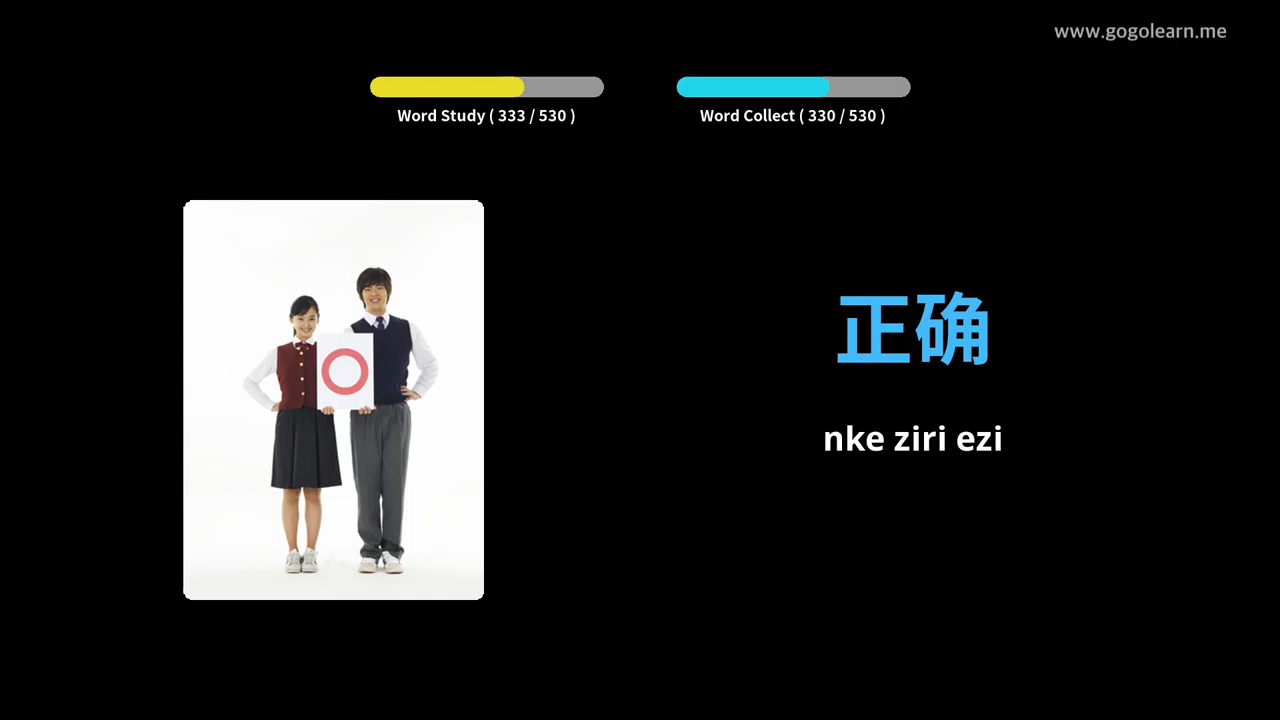 www.gogolearn.me
Word Study ( 333 / 530 )
Word Collect ( 330 / 530 )
正确
nke ziri ezi